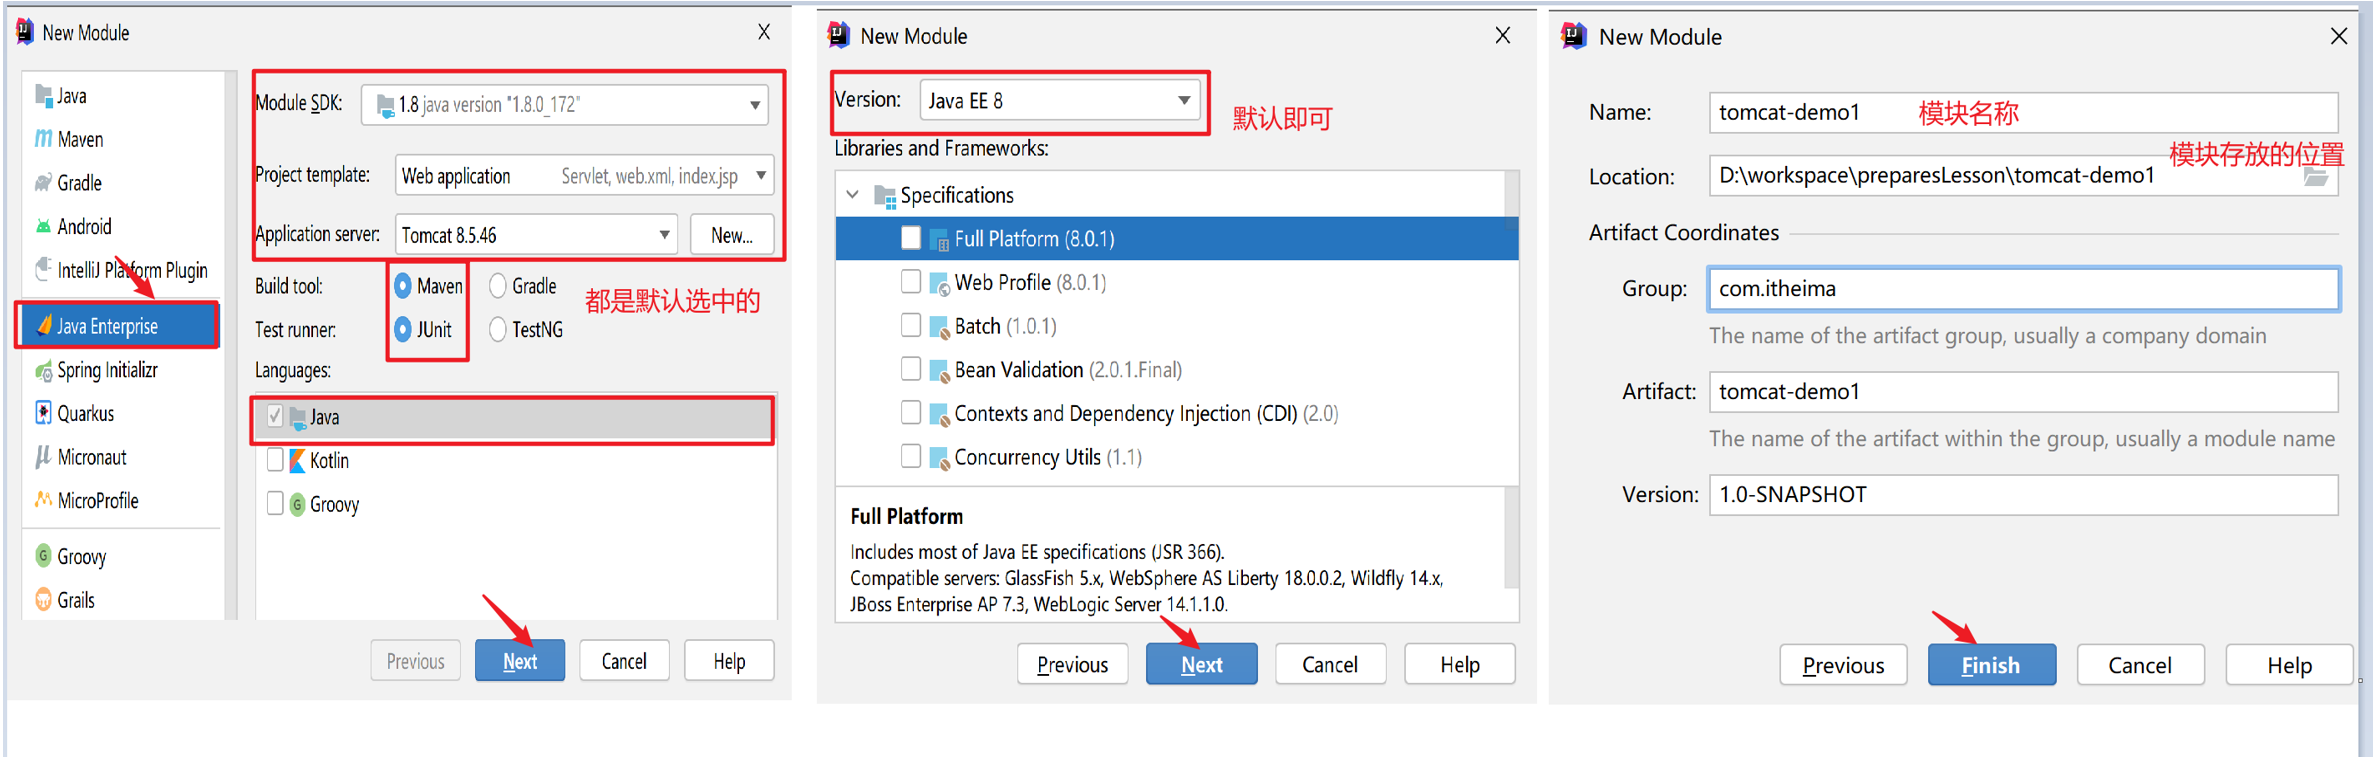 New Module
Java
Maven
Gradle
Android
IntelliJ Platform Plugin
Java Enterprise
Spring Initializr
Quarkus
Micronaut
MicroProfile
Groovy
Grails
Module SDK: 1.8 java version "1.8.0_172"
Project template: Web application Servlet, web.xml, index.jsp
Application server: Tomcat 8.5.46 New...
Build tool: Maven Gradle
都是默认选中的
Test runner: JUnit TestNG
Languages:
Java
Kotlin
Groovy
Previous Next Cancel Help
New Module
Version: Java EE 8
默认即可
Libraries and Frameworks:
Specifications
Full Platform (8.0.1)
Web Profile (8.0.1)
Batch (1.0.1)
Bean Validation (2.0.1.Final)
Contexts and Dependency Injection (CDI) (2.0)
Concurrency Utils (1.1)
Full Platform
Includes most of Java EE specifications (JSR 366).
Compatible servers: GlassFish 5.x, WebSphere AS Liberty 18.0.0.2, Wildfly 14.x,
JBoss Enterprise AP 7.3, WebLogic Server 14.1.1.0.
Previous Next Cancel Help
New Module
Name: tomcat-demo1 模块名称
模块存放的位置
Location: D:\workspace\preparesLesson\tomcat-demo1
Artifact Coordinates
Group: com.itheima
The name of the artifact group, usually a company domain
Artifact: tomcat-demo1
The name of the artifact within the group, usually a module name
Version: 1.0-SNAPSHOT
Previous Finish Cancel Help